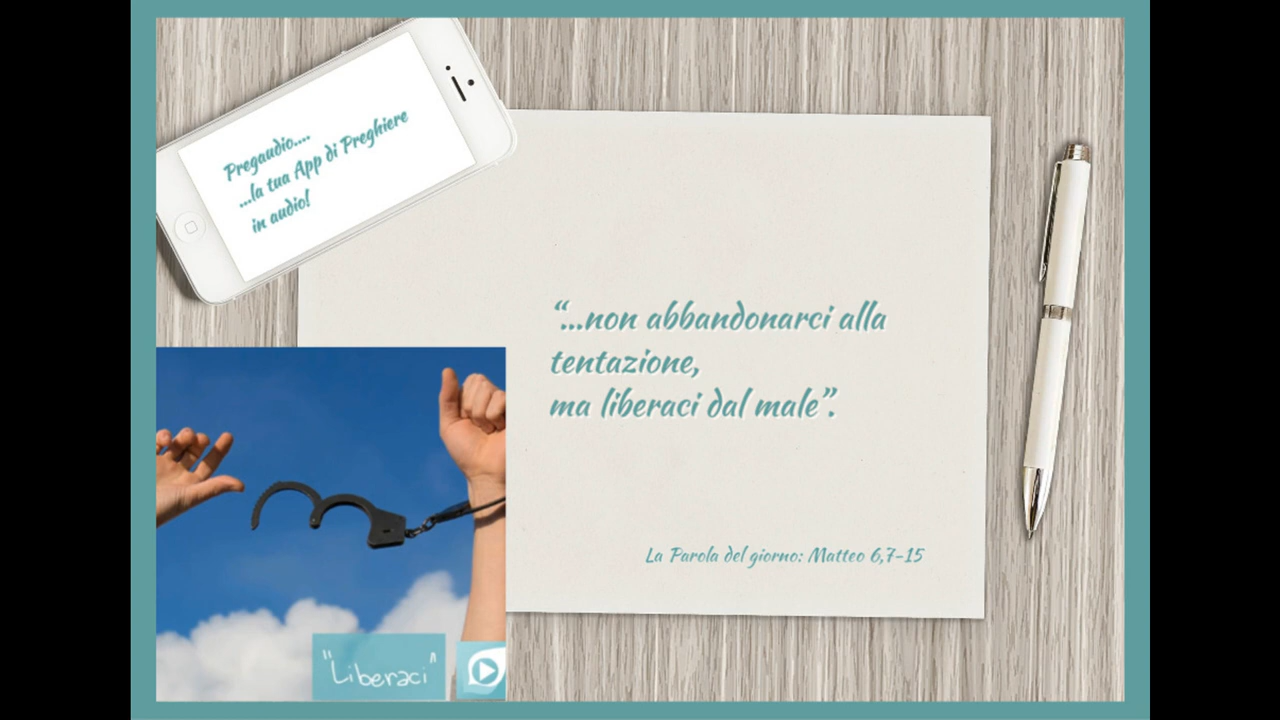 Pregaudio....
...la tua App di Preghiere
in audio!
“...non abbandonarci alla
tentazione,
ma liberaci dal male”.
La Parola del giorno: Matteo 6,7-15
"Liberaci"